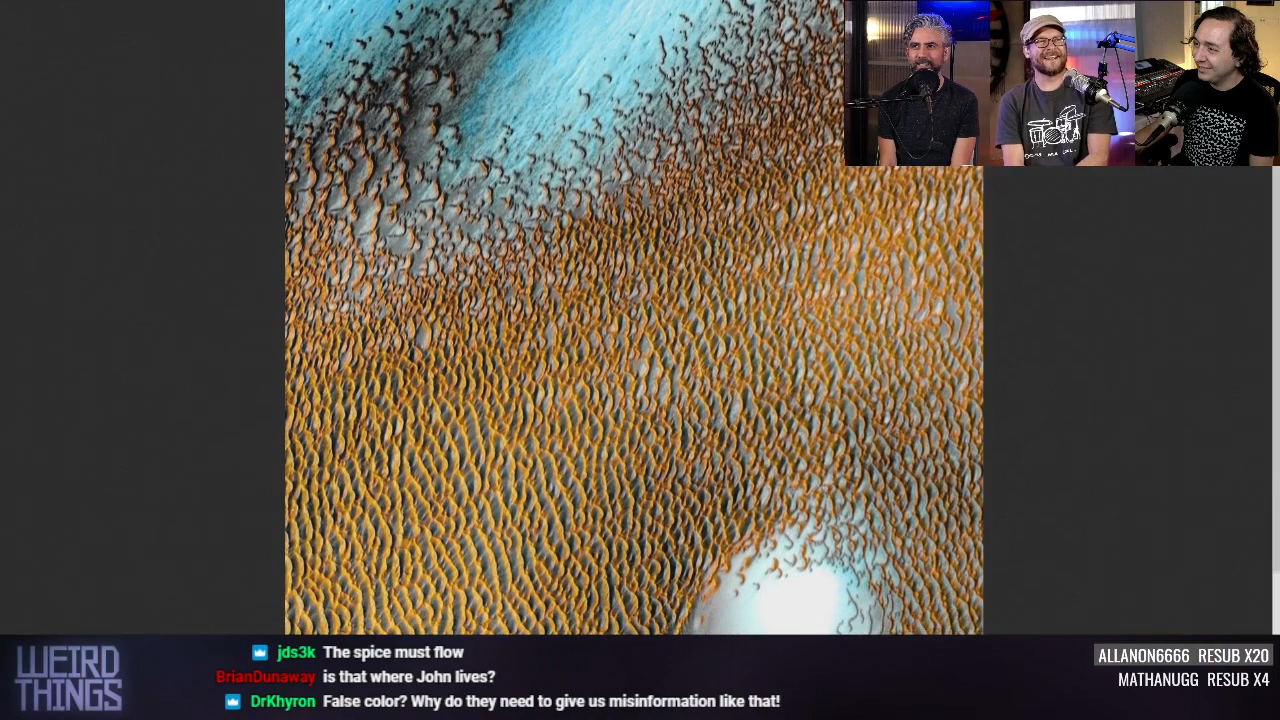 WEIRD
THINGS
jds3k The spice must flow
BrianDunaway is that where John lives?
DrKhyron False color? Why do they need to give us misinformation like that!
ALLANON6666 RESUB X20
MATHANUGG RESUB X4